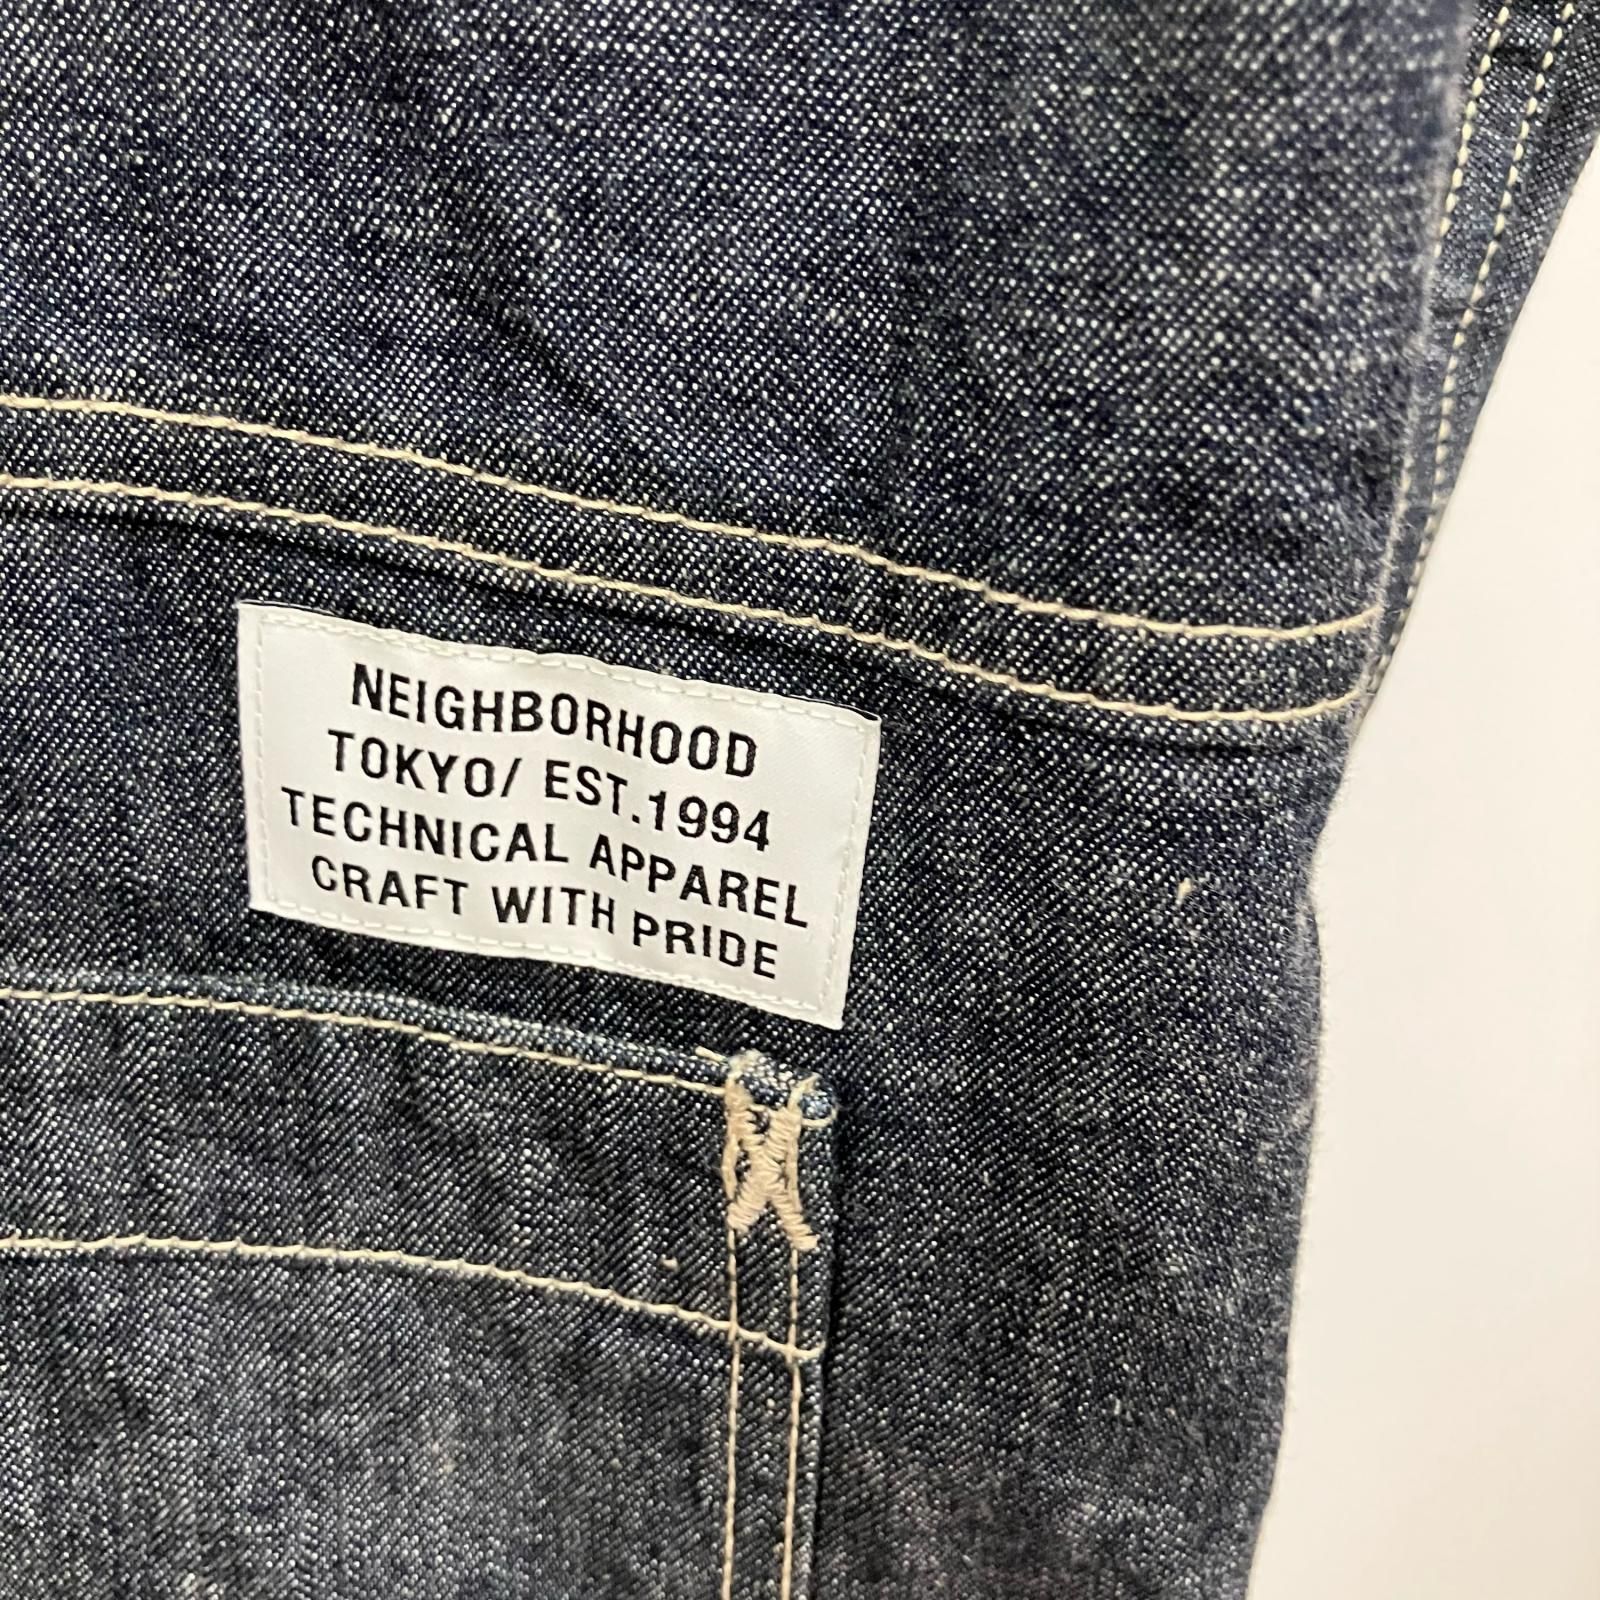 NEIGHBORHOOD
TOKYO/ EST.1994
TECHNICAL APPAREL
CRAFT WITH PRIDE